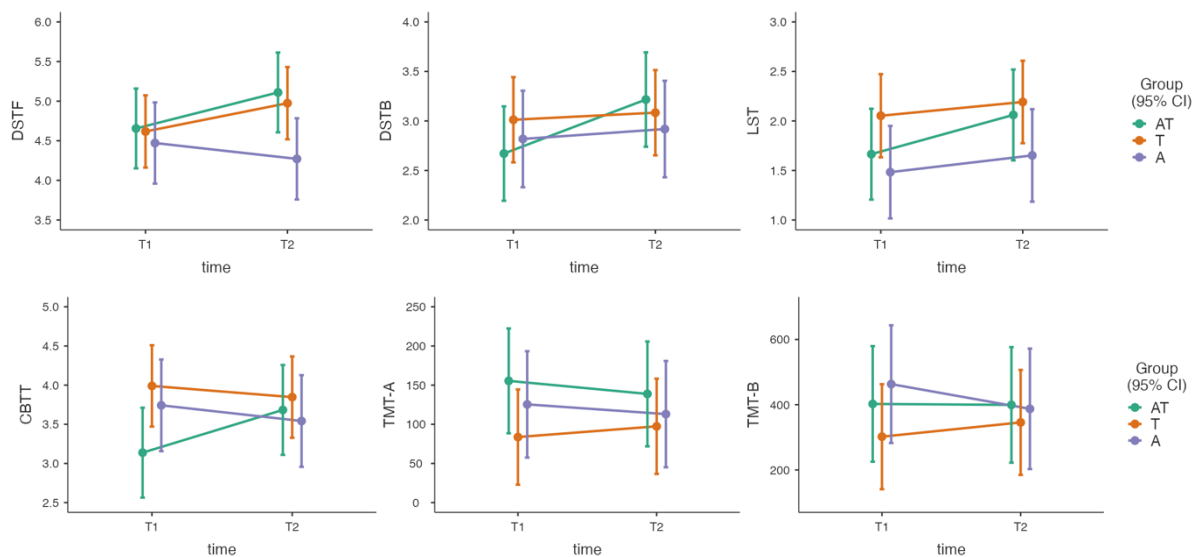 6.0
5.5
5.0
4.5
4.0
3.5
DSTF
T1
T2
time
4.0
3.5
3.0
2.5
2.0
DSTB
T1
T2
time
3.0
2.5
2.0
1.5
1.0
LST
T1
T2
time
Group
(95% CI)
AT
T
A
5.0
4.5
4.0
3.5
3.0
2.5
CBTT
T1
T2
time
250
200
150
100
50
0
TMT-A
T1
T2
time
600
400
200
TMT-B
T1
T2
time
Group
(95% CI)
AT
T
A